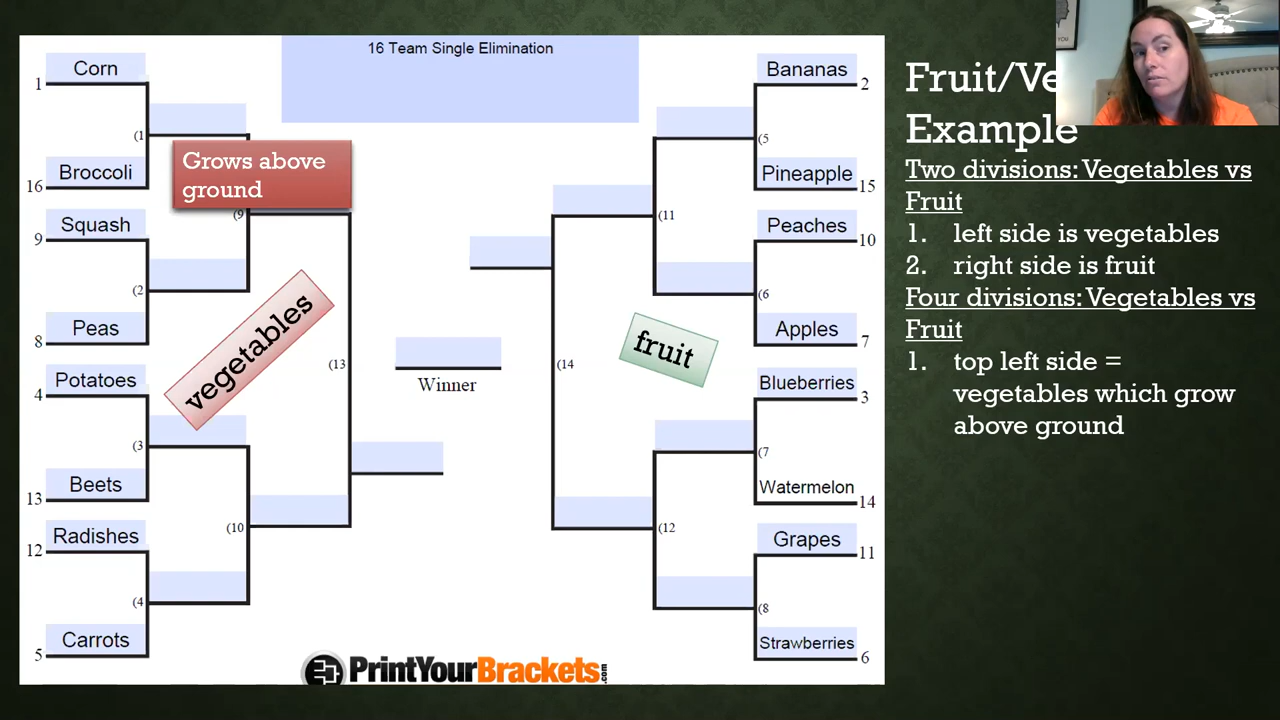 16 Team Single Elimination
Corn
1
(1
Broccoli
16
Grows above
ground
(9
Squash
9
(2
Peas
8
vegetables
(13
Potatoes
4
(3
Beets
13
(10
Radishes
12
(4
Carrots
5
Winner
Bananas
2
(5
Pineapple
15
(11
Peaches
10
(6
Apples
7
fruit
(14
Blueberries
3
(7
Watermelon
14
(12
Grapes
11
(8
Strawberries
6
PrintYourBrackets.com
Fruit/Ve
Example
Two divisions: Vegetables vs
Fruit
1. left side is vegetables
2. right side is fruit
Four divisions: Vegetables vs
Fruit
1. top left side =
vegetables which grow
above ground